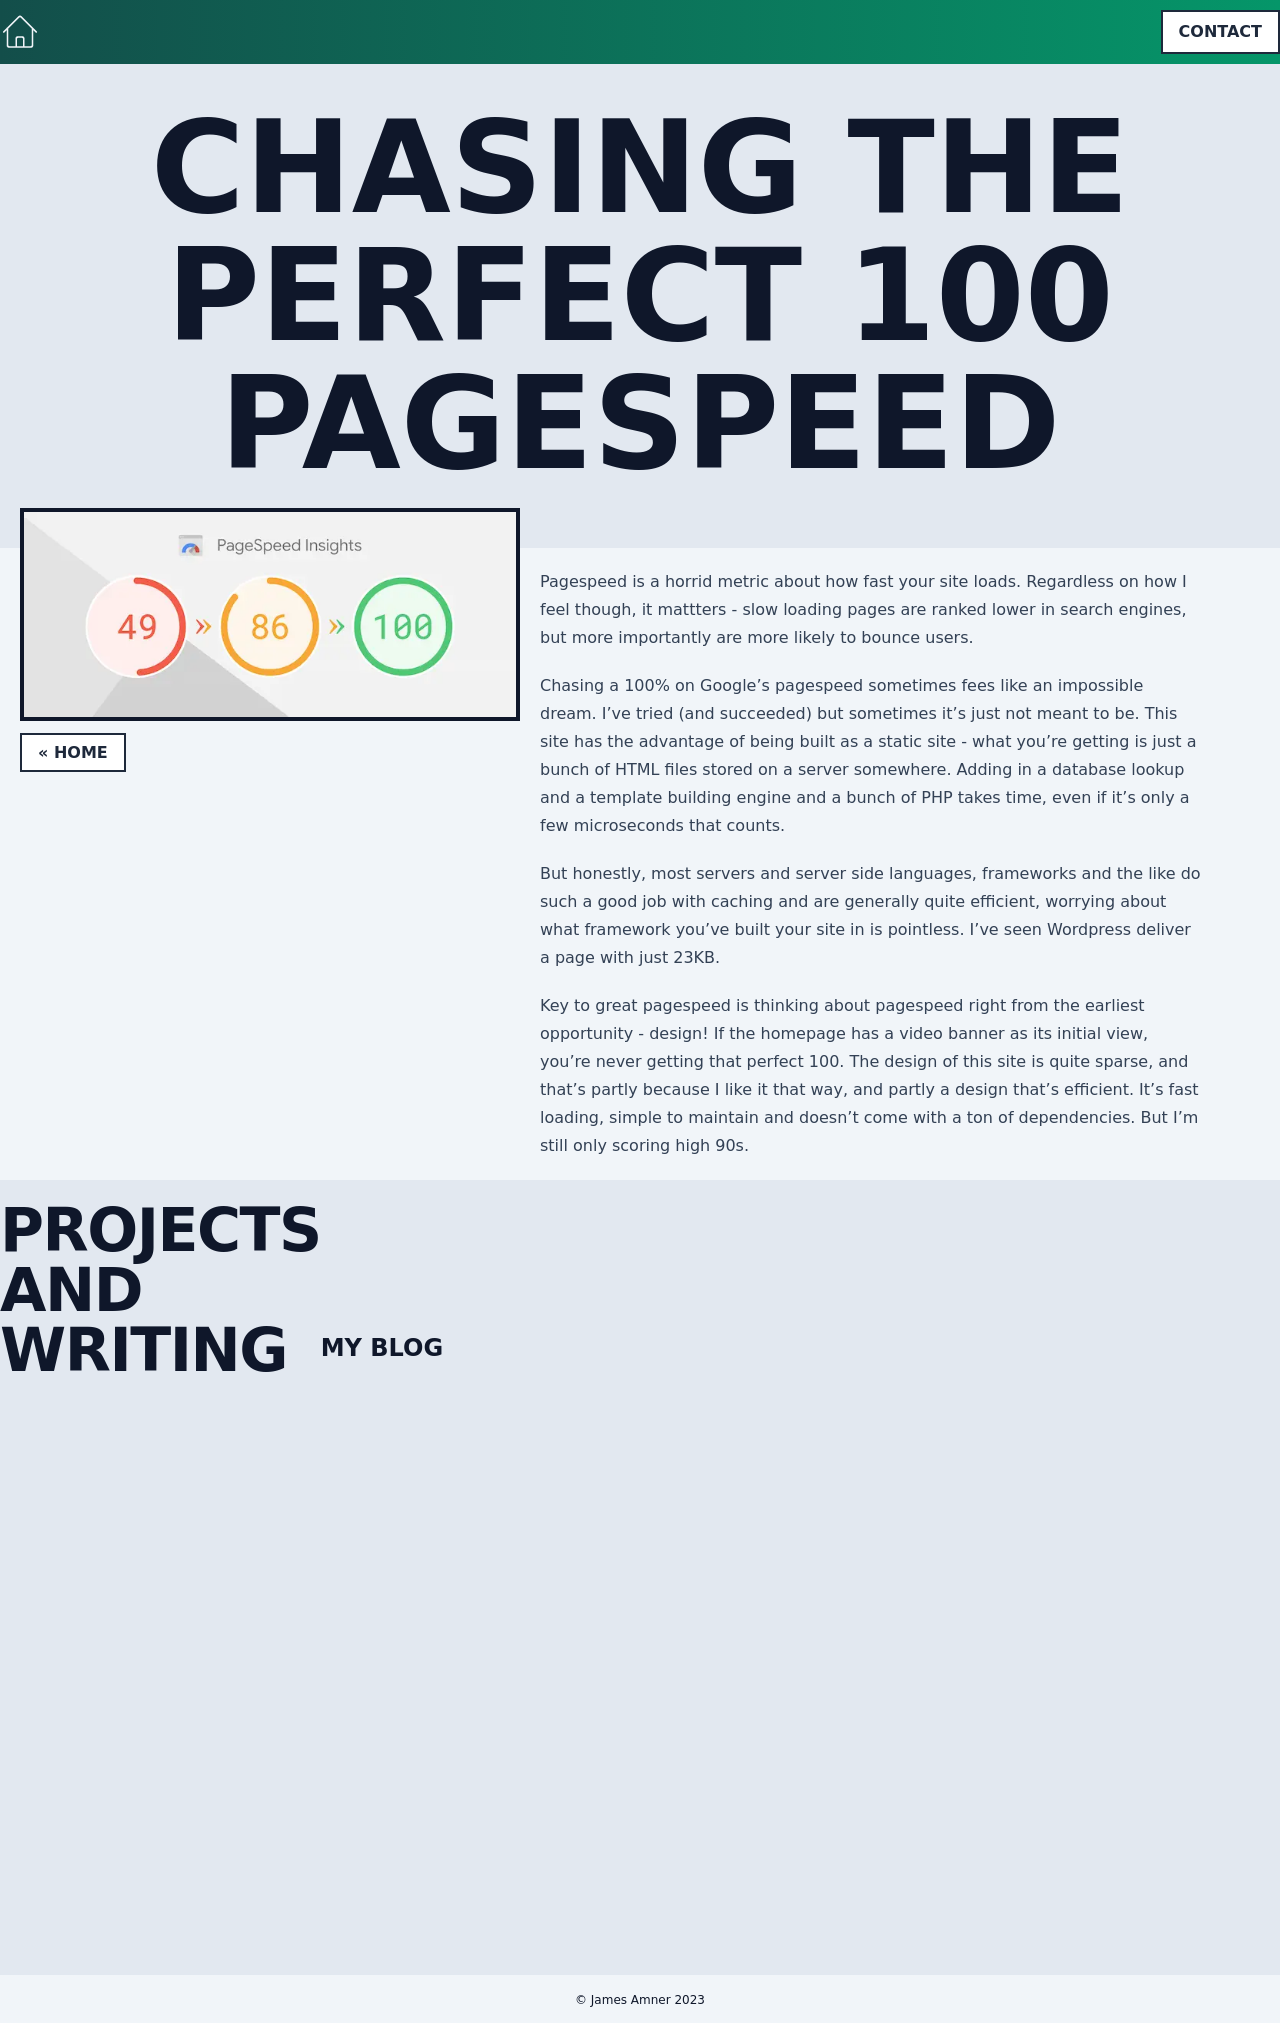 CONTACT
CHASING THE
PERFECT 100
PAGESPEED
PageSpeed Insights
49 » 86 » 100
« HOME
Pagespeed is a horrid metric about how fast your site loads. Regardless on how I
feel though, it mattters - slow loading pages are ranked lower in search engines,
but more importantly are more likely to bounce users.
Chasing a 100% on Google’s pagespeed sometimes fees like an impossible
dream. I’ve tried (and succeeded) but sometimes it’s just not meant to be. This
site has the advantage of being built as a static site - what you’re getting is just a
bunch of HTML files stored on a server somewhere. Adding in a database lookup
and a template building engine and a bunch of PHP takes time, even if it’s only a
few microseconds that counts.
But honestly, most servers and server side languages, frameworks and the like do
such a good job with caching and are generally quite efficient, worrying about
what framework you’ve built your site in is pointless. I’ve seen Wordpress deliver
a page with just 23KB.
Key to great pagespeed is thinking about pagespeed right from the earliest
opportunity - design! If the homepage has a video banner as its initial view,
you’re never getting that perfect 100. The design of this site is quite sparse, and
that’s partly because I like it that way, and partly a design that’s efficient. It’s fast
loading, simple to maintain and doesn’t come with a ton of dependencies. But I’m
still only scoring high 90s.
PROJECTS
AND
WRITING
MY BLOG
© James Amner 2023